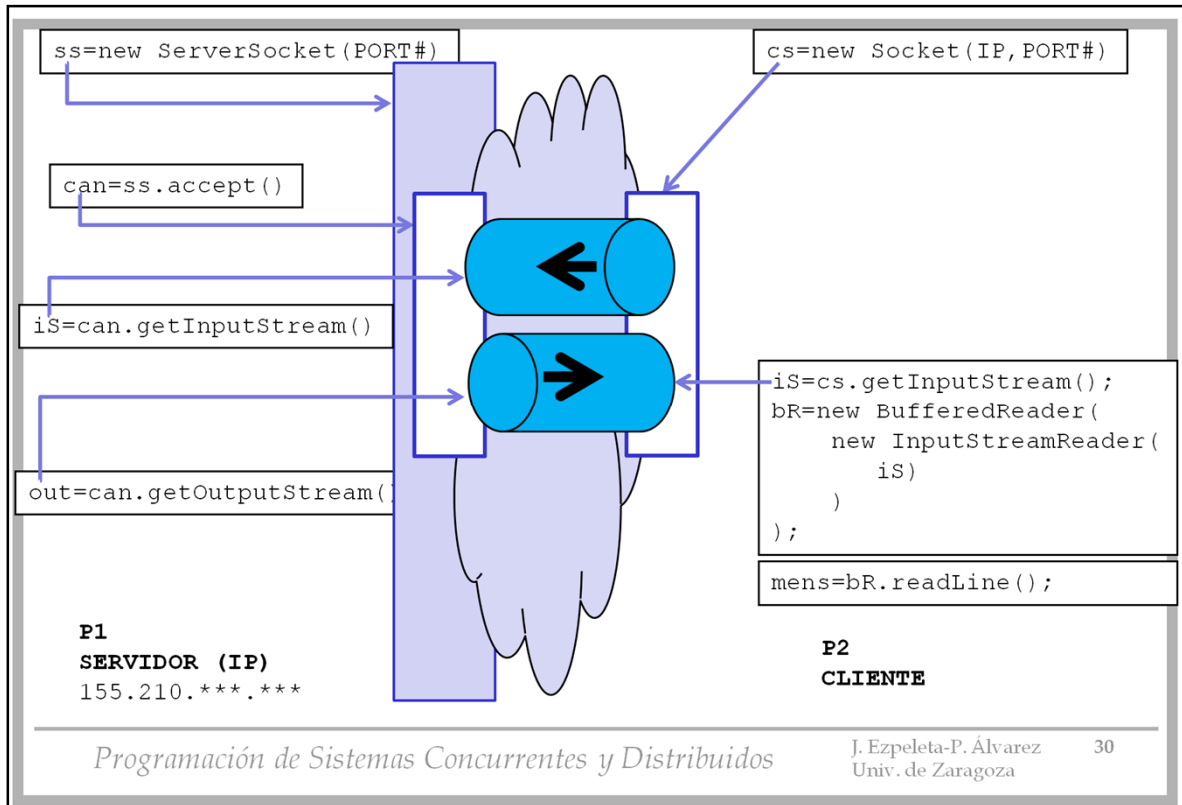 ss=new ServerSocket(PORT#)
cs=new Socket(IP,PORT#)
can=ss.accept()
iS=can.getInputStream()
out=can.getOutputStream()
iS=cs.getInputStream();
bR=new BufferedReader(
new InputStreamReader(
iS)
)
);
mens=bR.readLine();
P1
SERVIDOR (IP)
155.210.***.***
P2
CLIENTE
Programación de Sistemas Concurrentes y Distribuidos
J. Ezpeleta-P. Álvarez
Univ. de Zaragoza
30